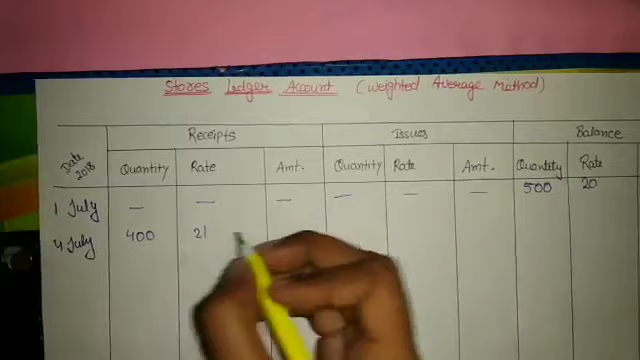 Stores Ledger Account (Weighted Average Method)
Receipts Issues Balance
Date 2018 Quantity Rate Amt. Quantity Rate Amt. Quantity Rate
1 July — — — — — — 500 20
4 July 400 21